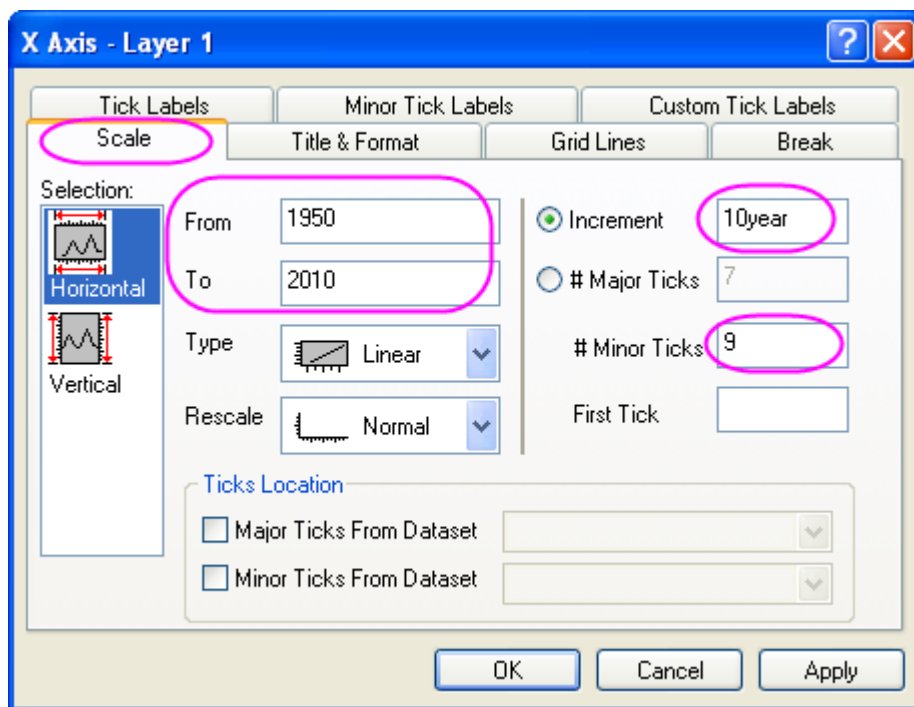 X Axis - Layer 1
Tick Labels
Minor Tick Labels
Custom Tick Labels
Scale
Title & Format
Grid Lines
Break
Selection:
Horizontal
Vertical
From 1950
To 2010
Type Linear
Rescale Normal
Increment 10year
# Major Ticks 7
# Minor Ticks 9
First Tick
Ticks Location
Major Ticks From Dataset
Minor Ticks From Dataset
OK
Cancel
Apply